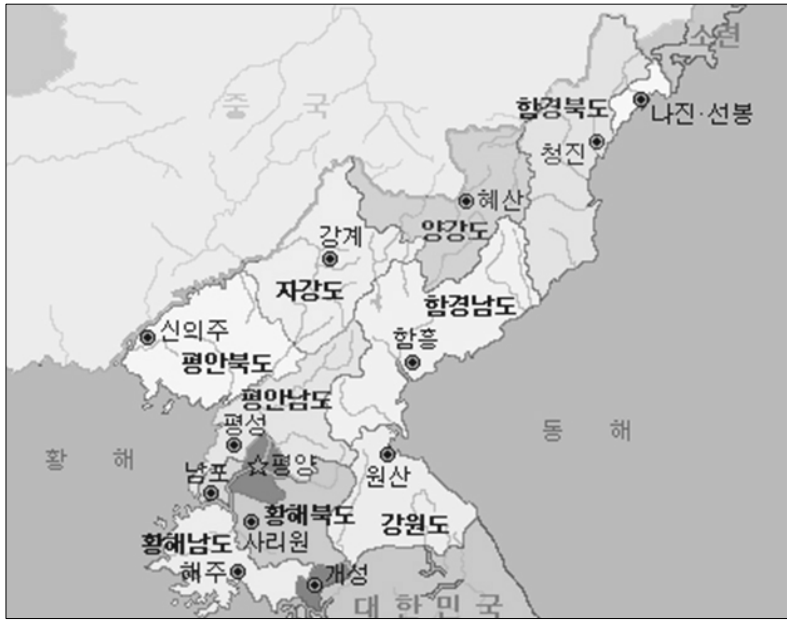 소련
중국
함경북도
나진·선봉
청진
혜산
양강도
강계
자강도
함경남도
신의주
함흥
평안북도
평안남도
평성
동해
황해
평양
원산
남포
황해북도
강원도
황해남도
사리원
해주
개성
대한민국